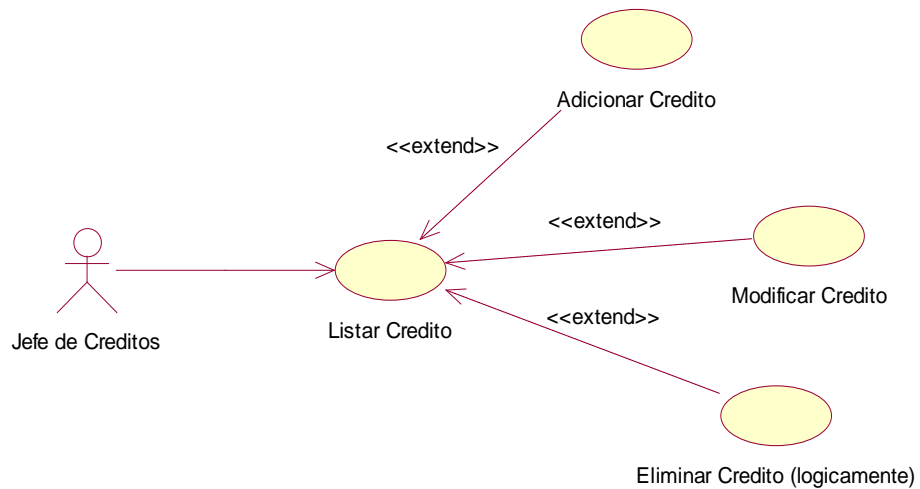 Adicionar Credito
<<extend>>
<<extend>>
Modificar Credito
Listar Credito
<<extend>>
Jefe de Creditos
Eliminar Credito (logicamente)